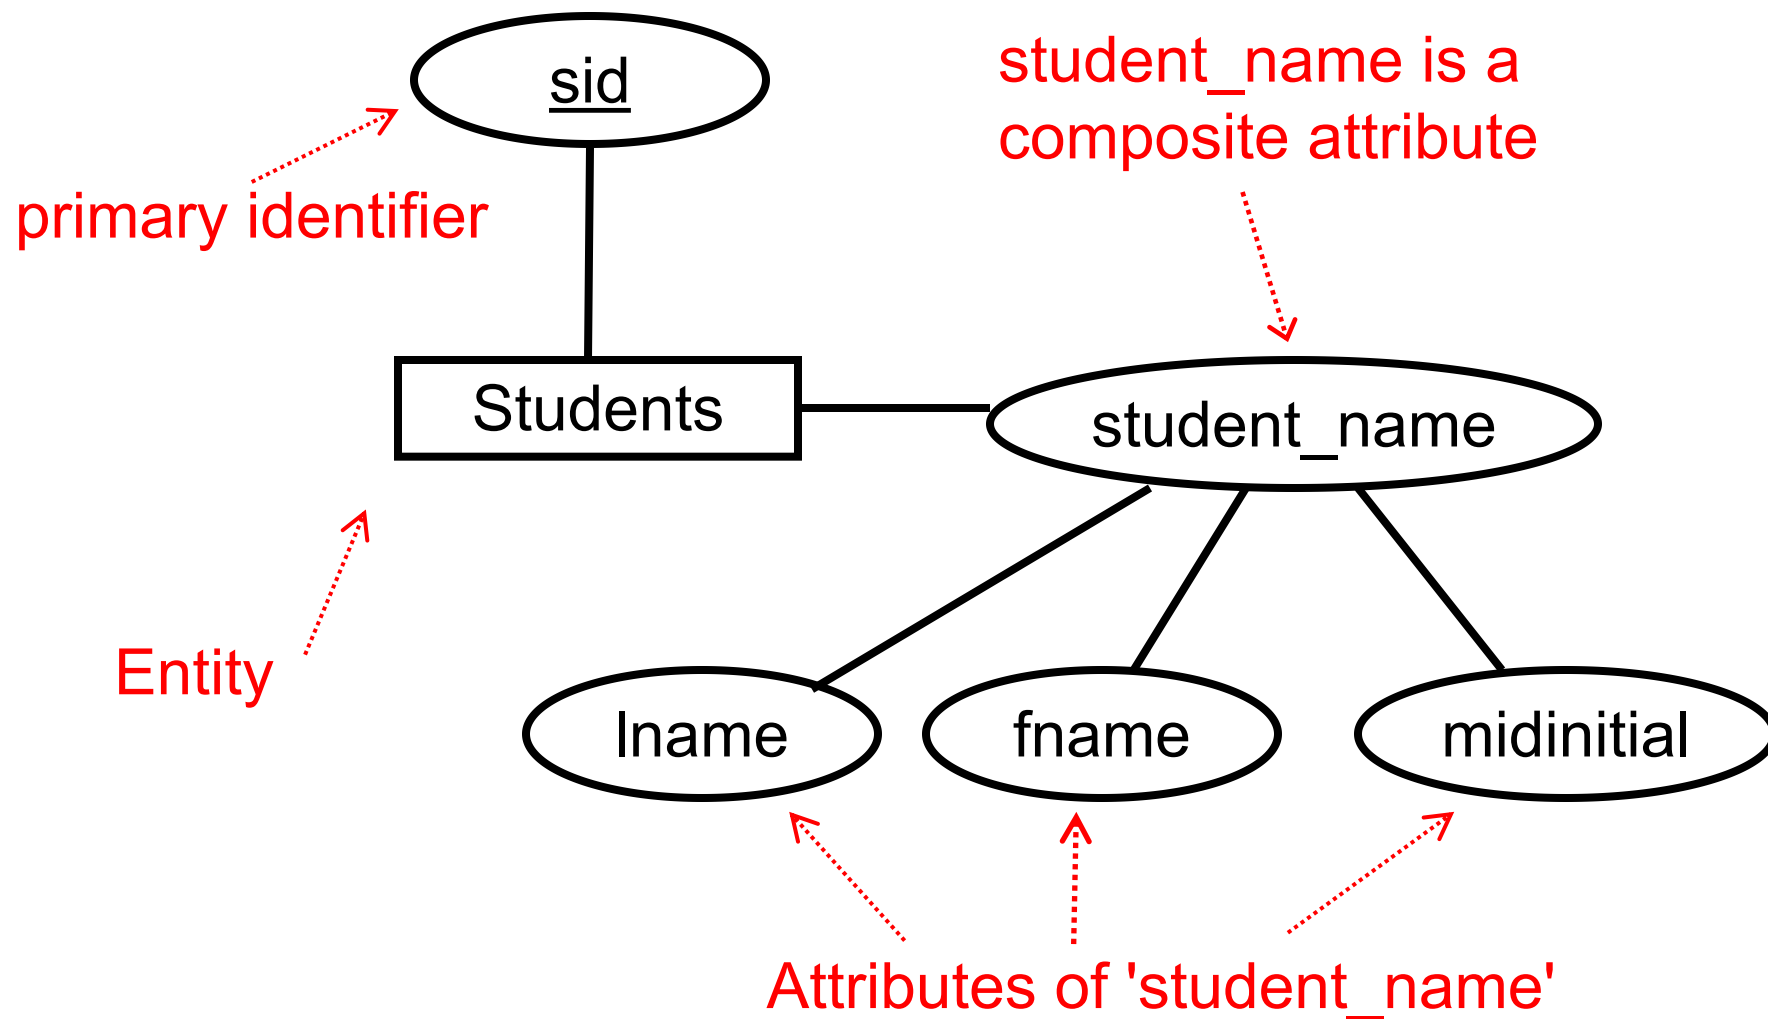 sid
student_name is a
composite attribute
primary identifier
Students
student_name
Entity
lname
fname
midinitial
Attributes of 'student_name'